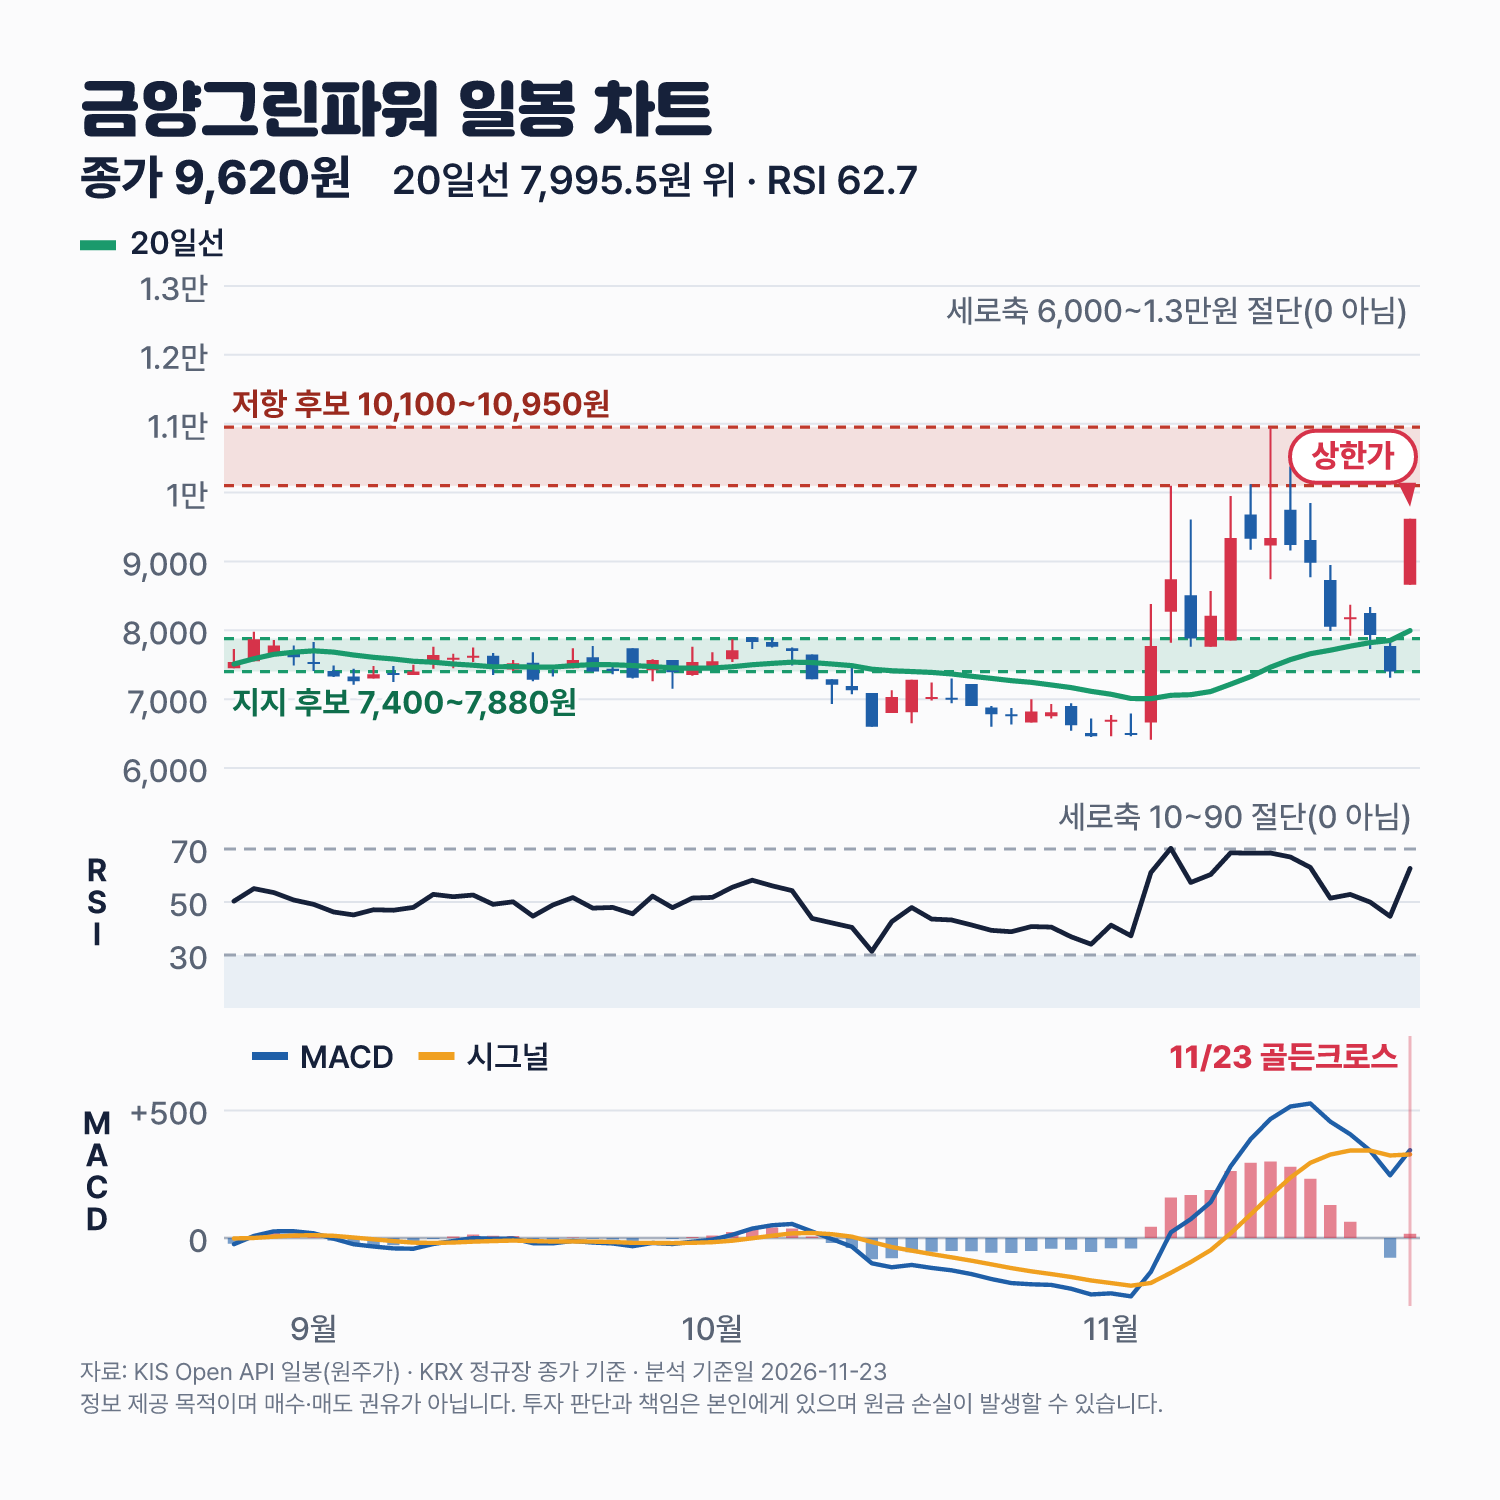 금양그린파워 일봉 차트
종가 9,620원 20일선 7,995.5원 위 · RSI 62.7
20일선
1.3만
세로축 6,000~1.3만원 절단(0 아님)
1.2만
저항 후보 10,100~10,950원
1.1만
상한가
1만
9,000
8,000
지지 후보 7,400~7,880원
7,000
6,000
세로축 10~90 절단(0 아님)
RSI
70
50
30
MACD 시그널
11/23 골든크로스
MACD
+500
0
9월 10월 11월
자료: KIS Open API 일봉(원주가) · KRX 정규장 종가 기준 · 분석 기준일 2026-11-23
정보 제공 목적이며 매수·매도 권유가 아닙니다. 투자 판단과 책임은 본인에게 있으며 원금 손실이 발생할 수 있습니다.